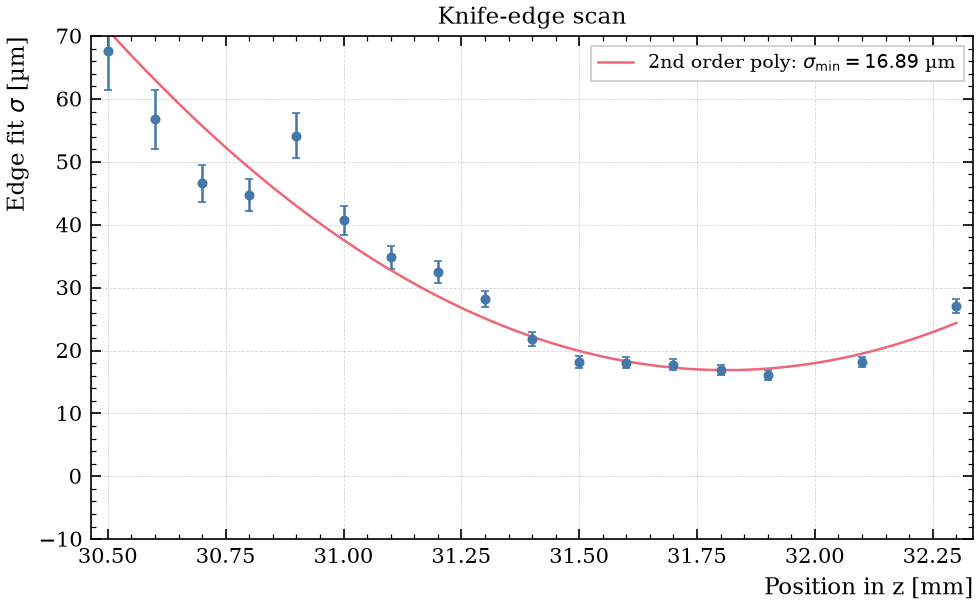 Knife-edge scan
Edge fit σ [µm]
70
60
50
40
30
20
10
0
−10
2nd order poly: σmin = 16.89 µm
30.50 30.75 31.00 31.25 31.50 31.75 32.00 32.25
Position in z [mm]